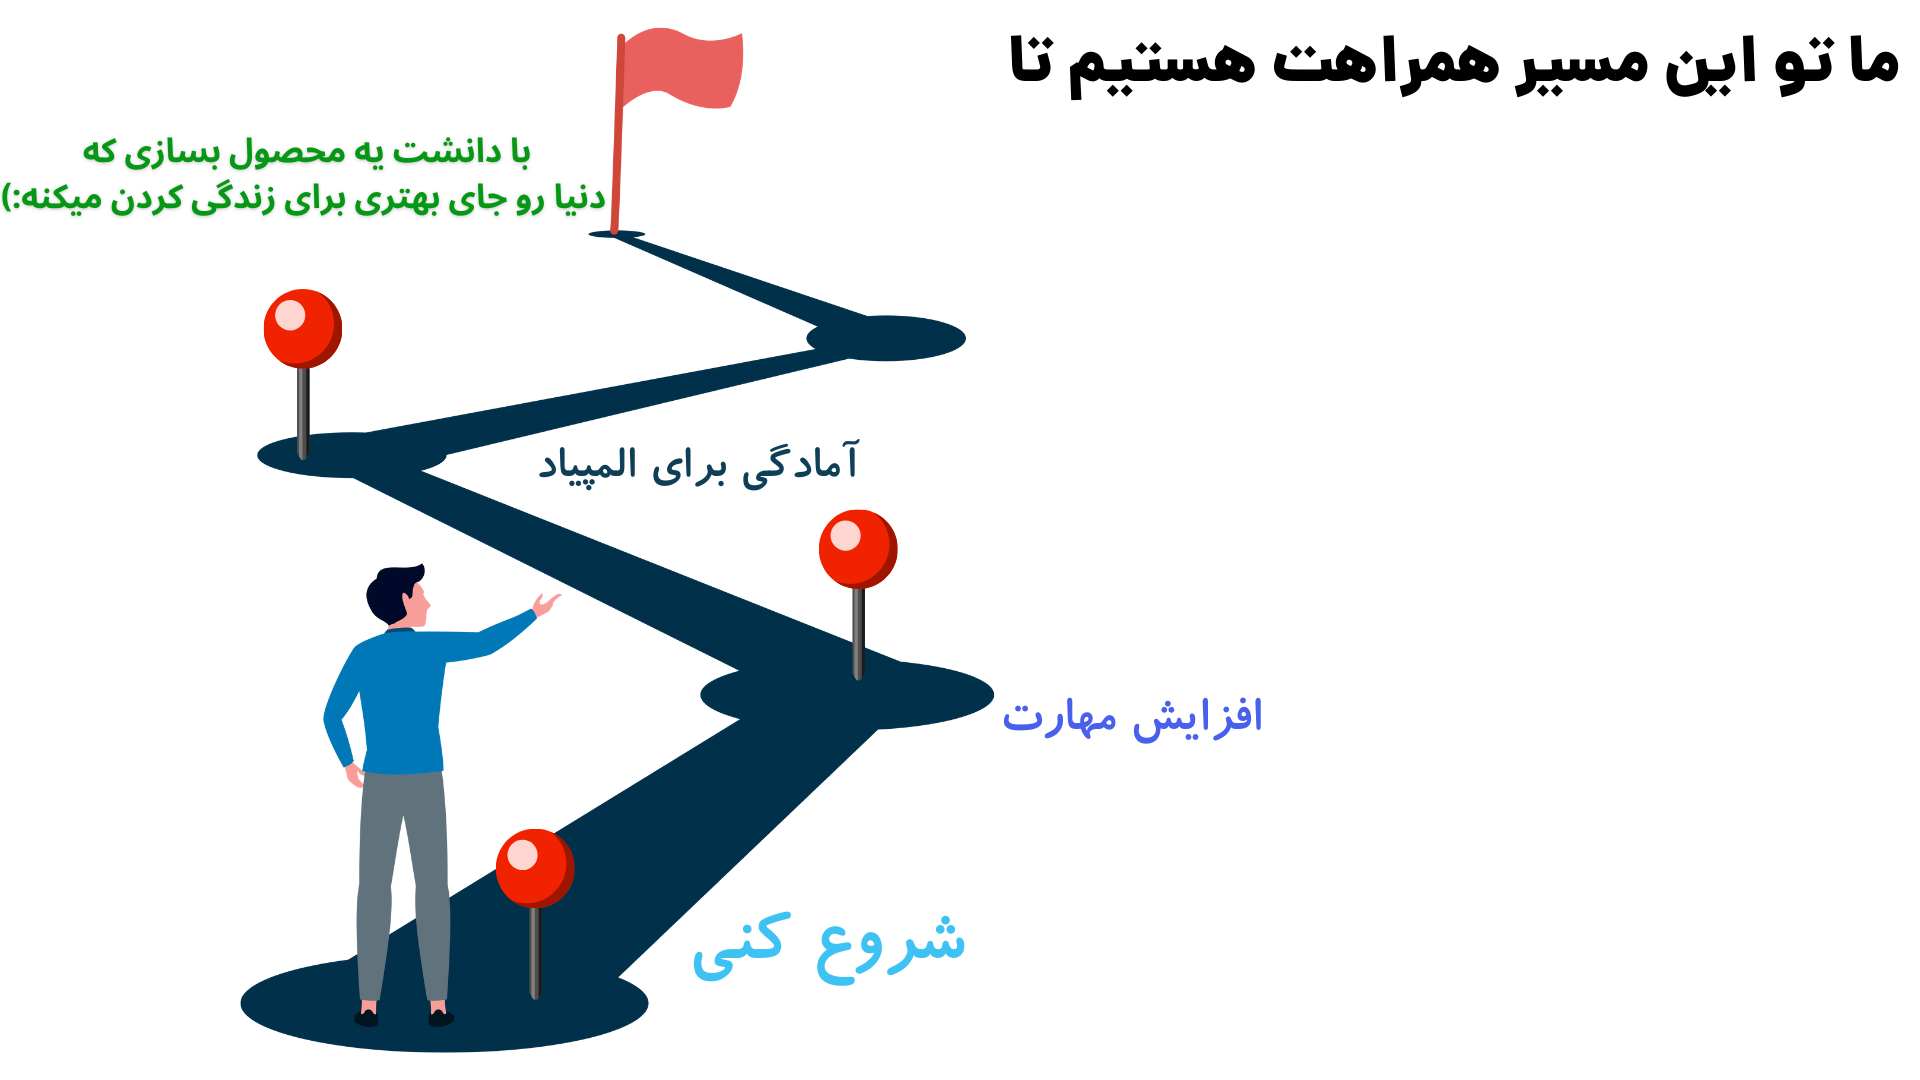 ما تو این مسیر همراهت هستیم تا
با دانشت یه محصول بسازی که
دنیا رو جای بهتری برای زندگی کردن میکنه:)
آمادگی برای المپیاد
افزایش مهارت
شروع کنی